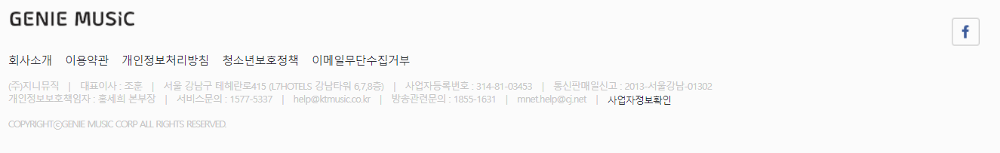 GENIE MUSIC
f
회사소개 이용약관 개인정보처리방침 청소년보호정책 이메일무단수집거부
(주)지니뮤직 | 대표이사 : 조훈 | 서울 강남구 테헤란로415 (L7HOTELS 강남타워 6,7,8층) | 사업자등록번호 : 314-81-03453 | 통신판매일신고 : 2013-서울강남-01302
개인정보보호책임자 : 홍세희 본부장 | 서비스문의 : 1577-5337 | help@ktmusic.co.kr | 방송관련문의 : 1855-1631 | mnet.help@cj.net | 사업자정보확인
COPYRIGHTⓒGENIE MUSIC CORP ALL RIGHTS RESERVED.